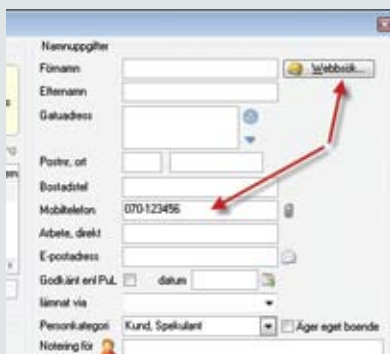 Namnuppgifter
Förnamn Webbsök...
Efternamn
Gatuadress
Postnr, ort
Bostadstel
Mobiltelefon 070-123456
Arbete, direkt
E-postadress
Godkänt enl PuL datum
lämnat via
Personkategori Kund, Spekulant Äger eget boende
Notering för